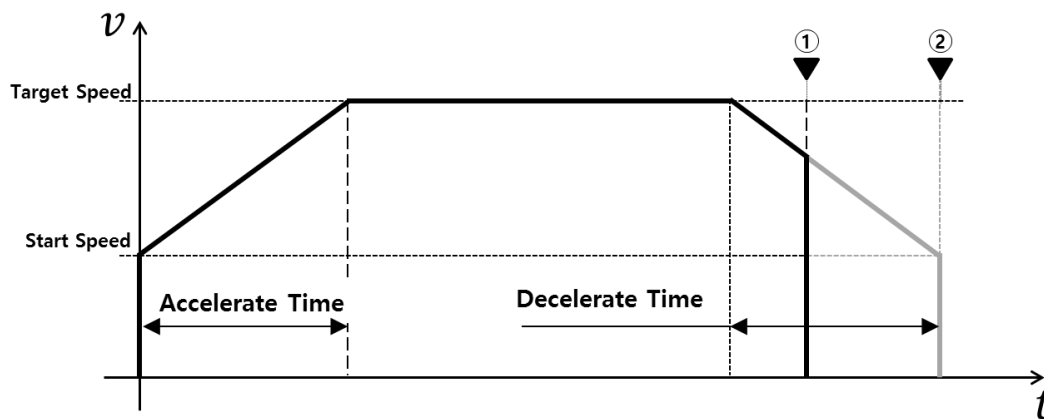 v
① ②
Target Speed
Start Speed
Accelerate Time Decelerate Time
t